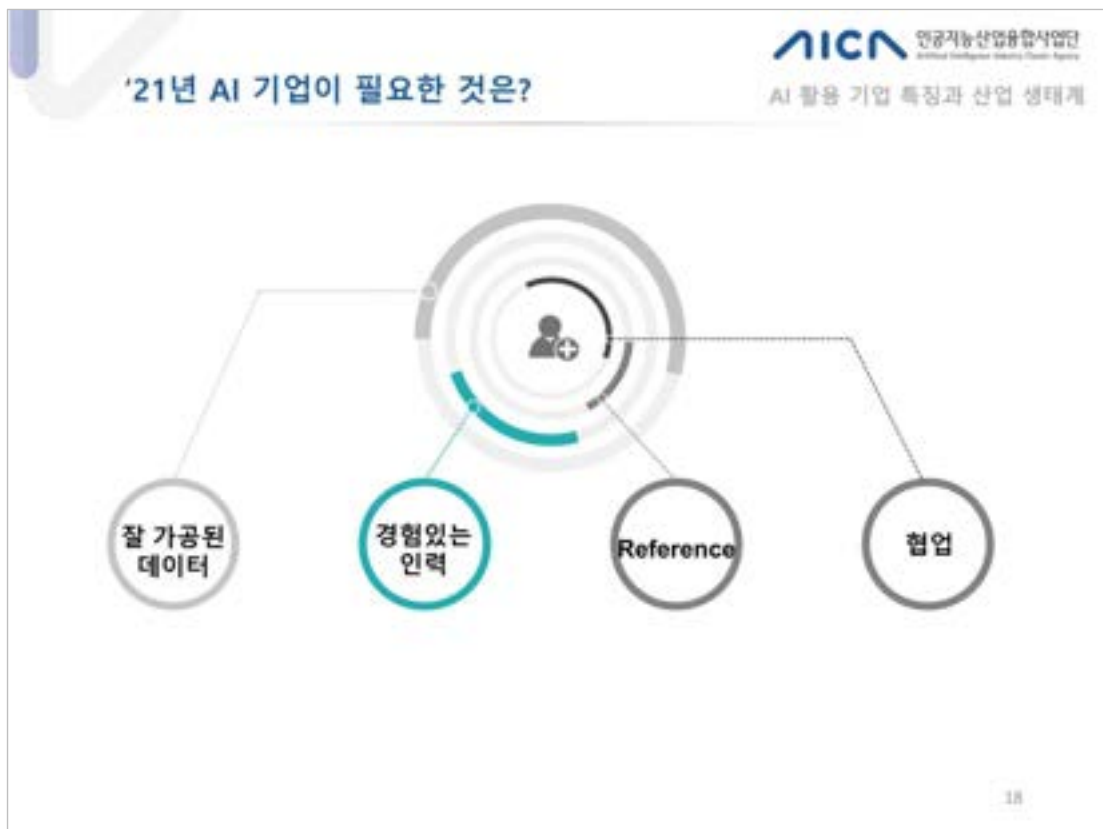 '21년 AI 기업이 필요한 것은?
AICA 인공지능산업융합사업단
AI 활용 기업 특징과 산업 생태계
잘 가공된
데이터
경험있는
인력
Reference
협업
18